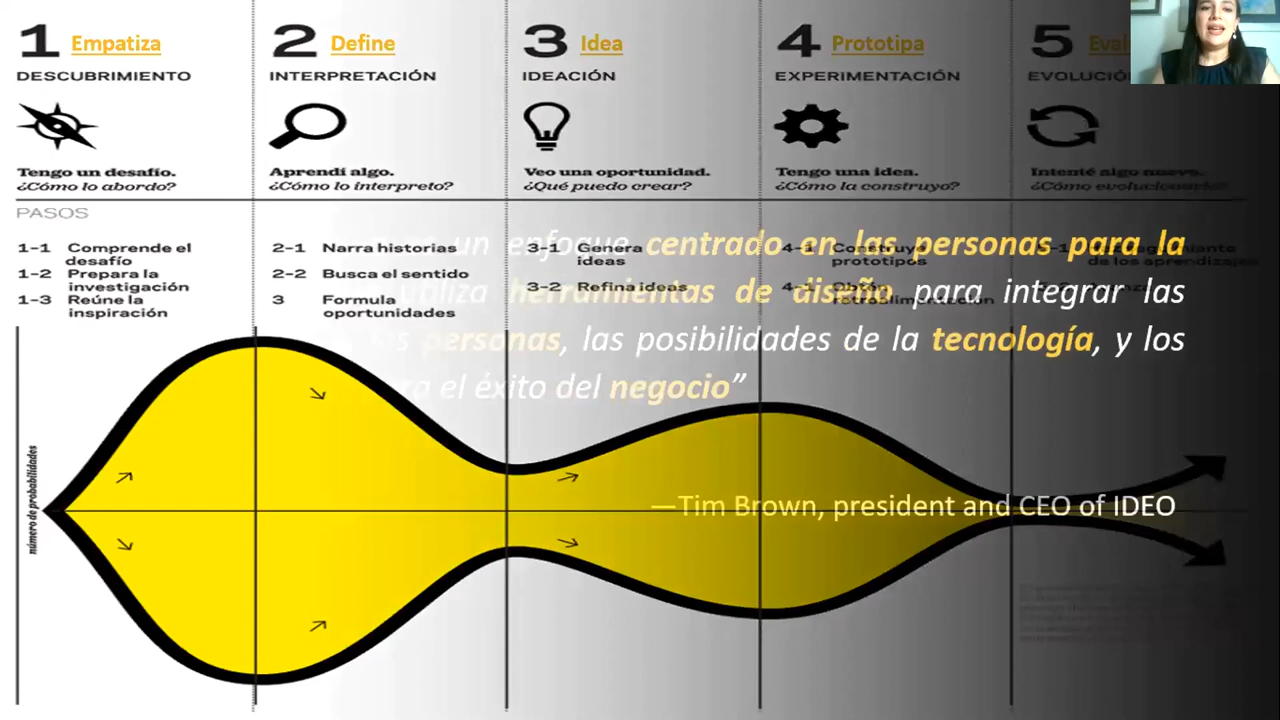 1 Empatiza
DESCUBRIMIENTO
Tengo un desafío.
¿Cómo lo abordo?
2 Define
INTERPRETACIÓN
Aprendí algo.
¿Cómo lo interpreto?
3 Idea
IDEACIÓN
Veo una oportunidad.
¿Qué puedo crear?
4 Prototipa
EXPERIMENTACIÓN
Tengo una idea.
¿Cómo la construyo?
5
Intenté algo nuevo.
PASOS
1-1 Comprende el
desafío
1-2 Prepara la
investigación
1-3 Reúne la
inspiración
2-1 Narra historias
2-2 Busca el sentido
3 Formula
oportunidades
3-1 Genera
ideas
3-2 Refina ideas
prototipos
un enfoque centrado en las personas para la
utiliza herramientas de diseño para integrar las
personas, las posibilidades de la tecnología, y los
el éxito del negocio”
—Tim Brown, president and CEO of IDEO
número de probabilidades